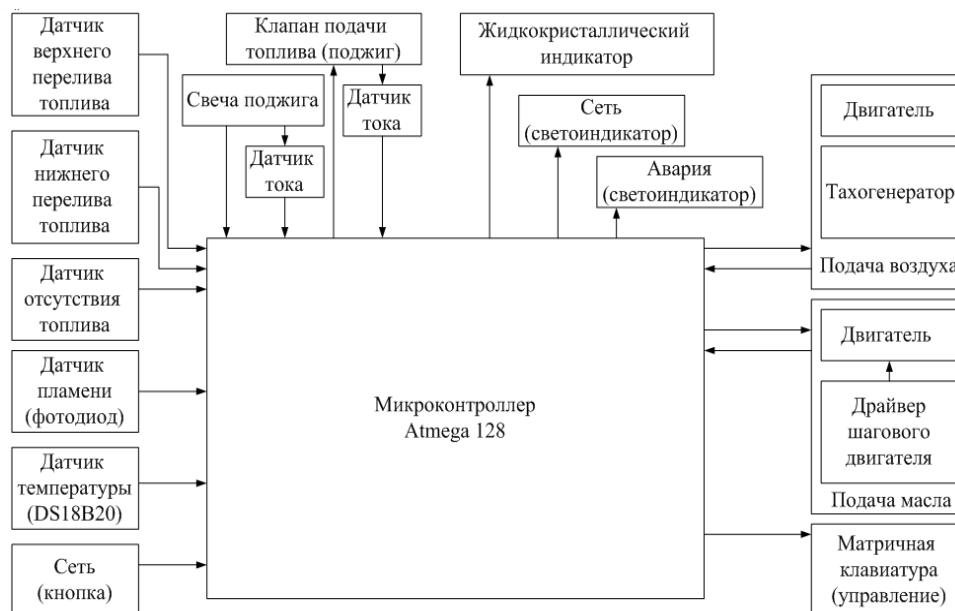 Датчик
верхнего
перелива
топлива
Датчик
нижнего
перелива
топлива
Датчик
отсутствия
топлива
Датчик
пламени
(фотодиод)
Датчик
температуры
(DS18B20)
Сеть
(кнопка)
Клапан подачи
топлива (поджиг)
Свеча поджига
Датчик
тока
Датчик
тока
Жидкокристаллический
индикатор
Сеть
(светоиндикатор)
Авария
(светоиндикатор)
Микроконтроллер
Atmega 128
Двигатель
Тахогенератор
Подача воздуха
Двигатель
Драйвер
шагового
двигателя
Подача масла
Матричная
клавиатура
(управление)